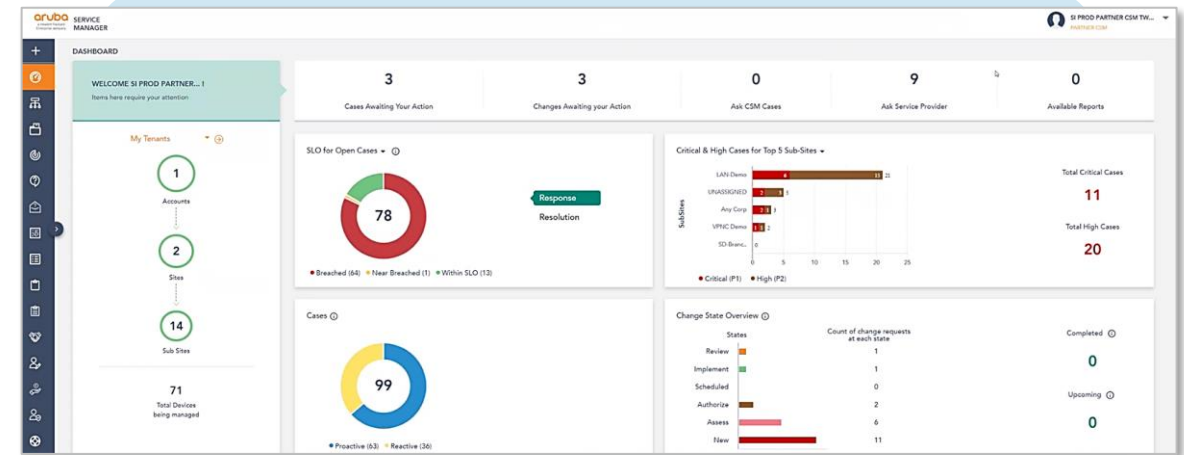 aruba
SERVICE
MANAGER
SI PROD PARTNER CSM TW...
PARTNER CSM
DASHBOARD
WELCOME SI PROD PARTNER... !
Items here require your attention
3
Cases Awaiting Your Action
3
Changes Awaiting your Action
0
Ask CSM Cases
9
Ask Service Provider
0
Available Reports
My Tenants
1
Accounts
2
Sites
14
Sub Sites
71
Total Devices
being managed
SLO for Open Cases
78
Response
Resolution
Breached (64) Near Breached (1) Within SLO (13)
Critical & High Cases for Top 5 Sub-Sites
SubSites
LAN-Demo
UNASSIGNED
Any Corp
VPNC Demo
SD-Branc..
0
0 5 10 15 20 25
Critical (P1) High (P2)
Total Critical Cases
11
Total High Cases
20
Cases
99
Proactive (63) Reactive (36)
Change State Overview
States Count of change requests
at each state
Review 1
Implement 1
Scheduled 0
Authorize 2
Assess 6
New 11
Completed
0
Upcoming
0